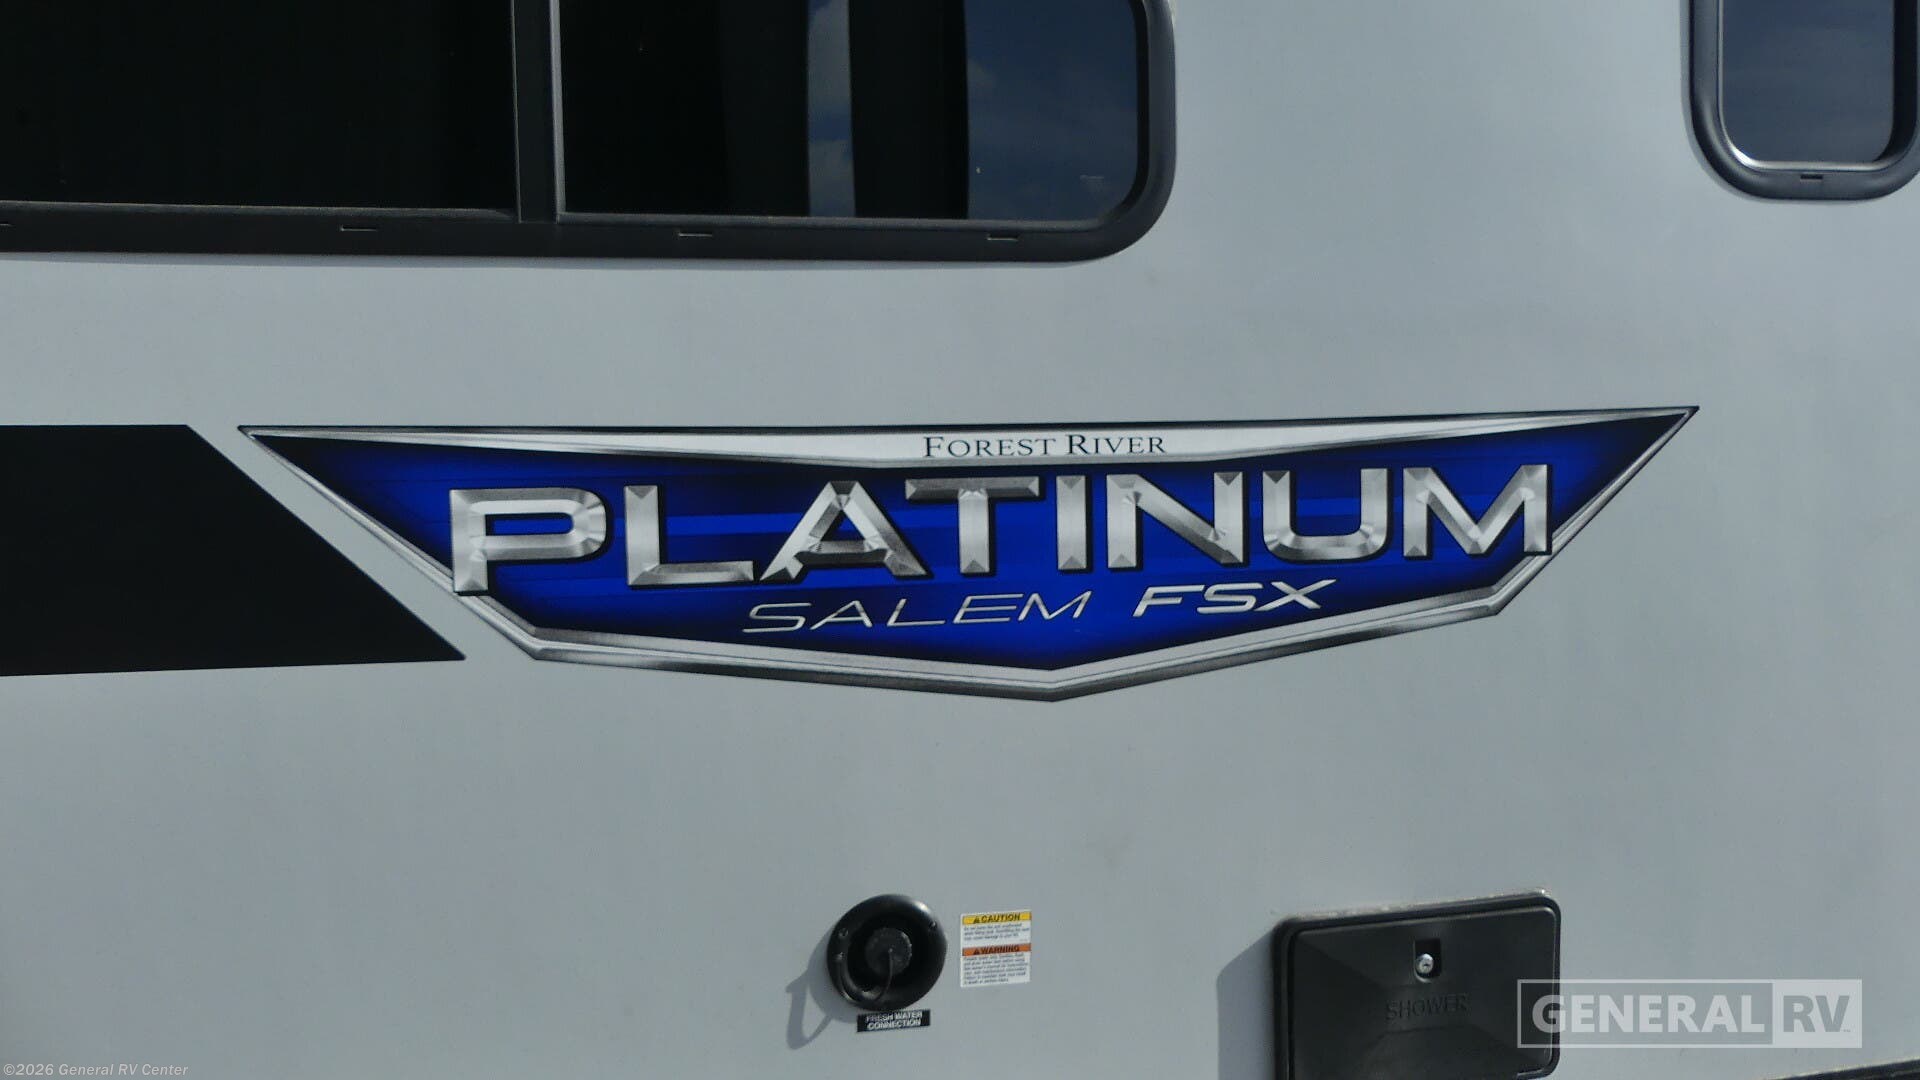 FOREST RIVER
PLATINUM
SALEM FSX
CAUTION
WARNING
FRESH WATER
CONNECTION
SHOWER
GENERAL RV
©2026 General RV Center